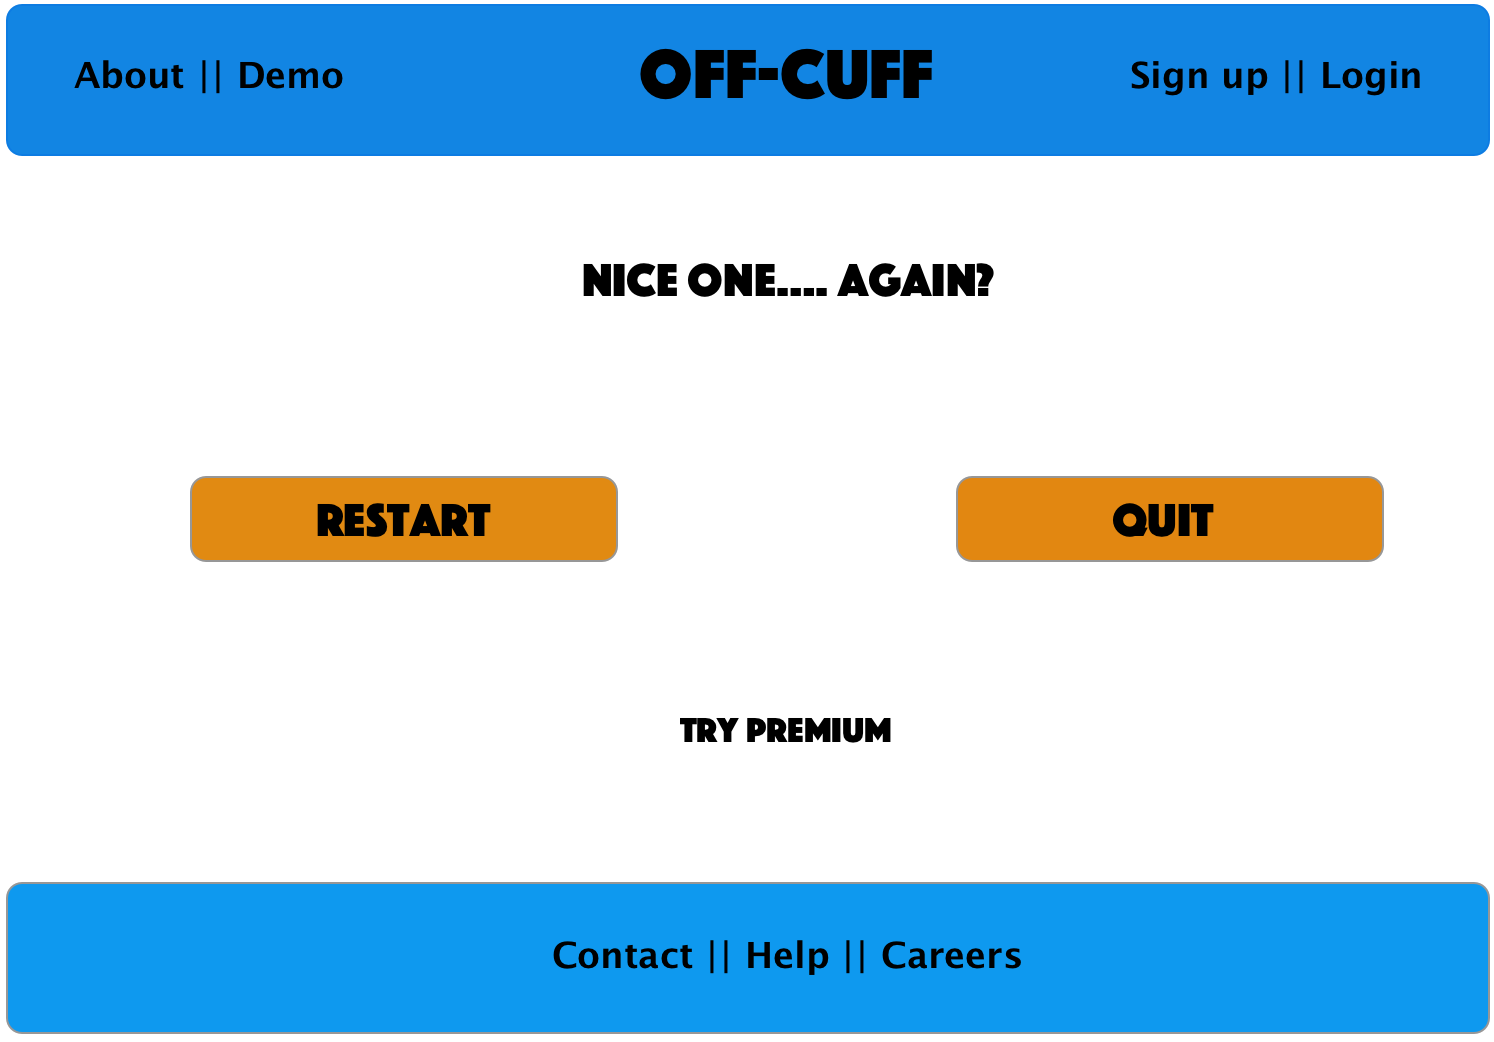 About || Demo OFF-CUFF Sign up || Login
NICE ONE.... AGAIN?
RESTART QUIT
TRY PREMIUM
Contact || Help || Careers